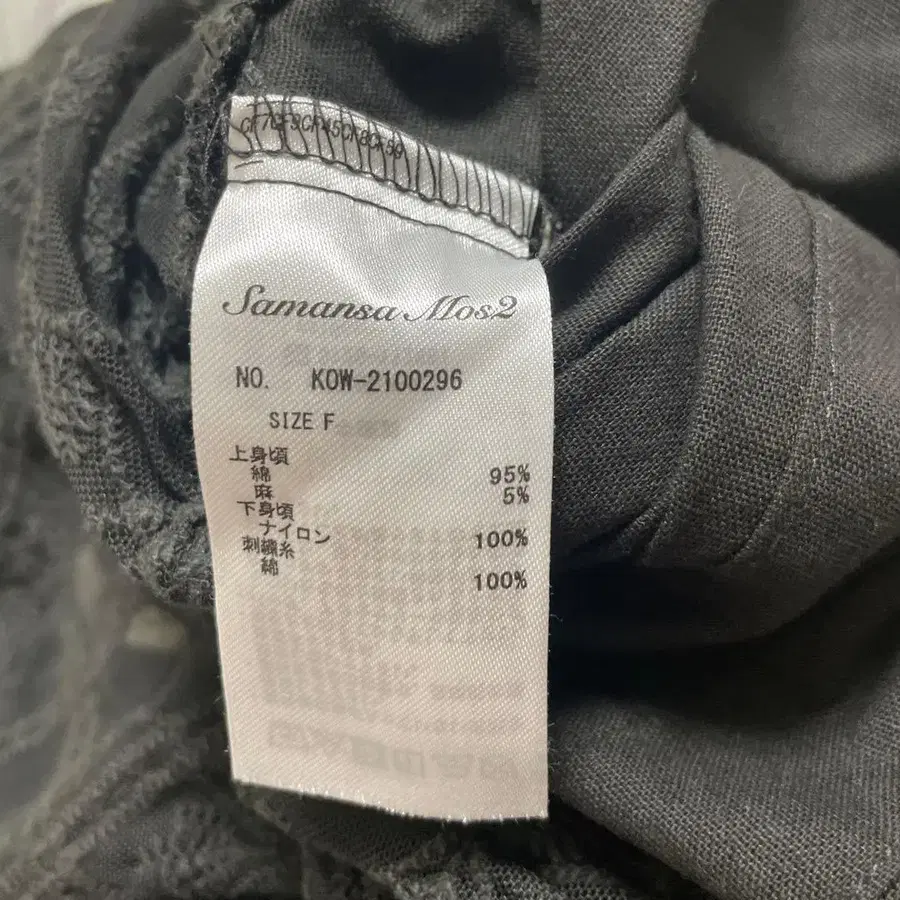 Samansa Mos2
NO. KOW-2100296
SIZE F
上身頃
綿 95%
麻 5%
下身頃
ナイロン 100%
刺繍糸
綿 100%